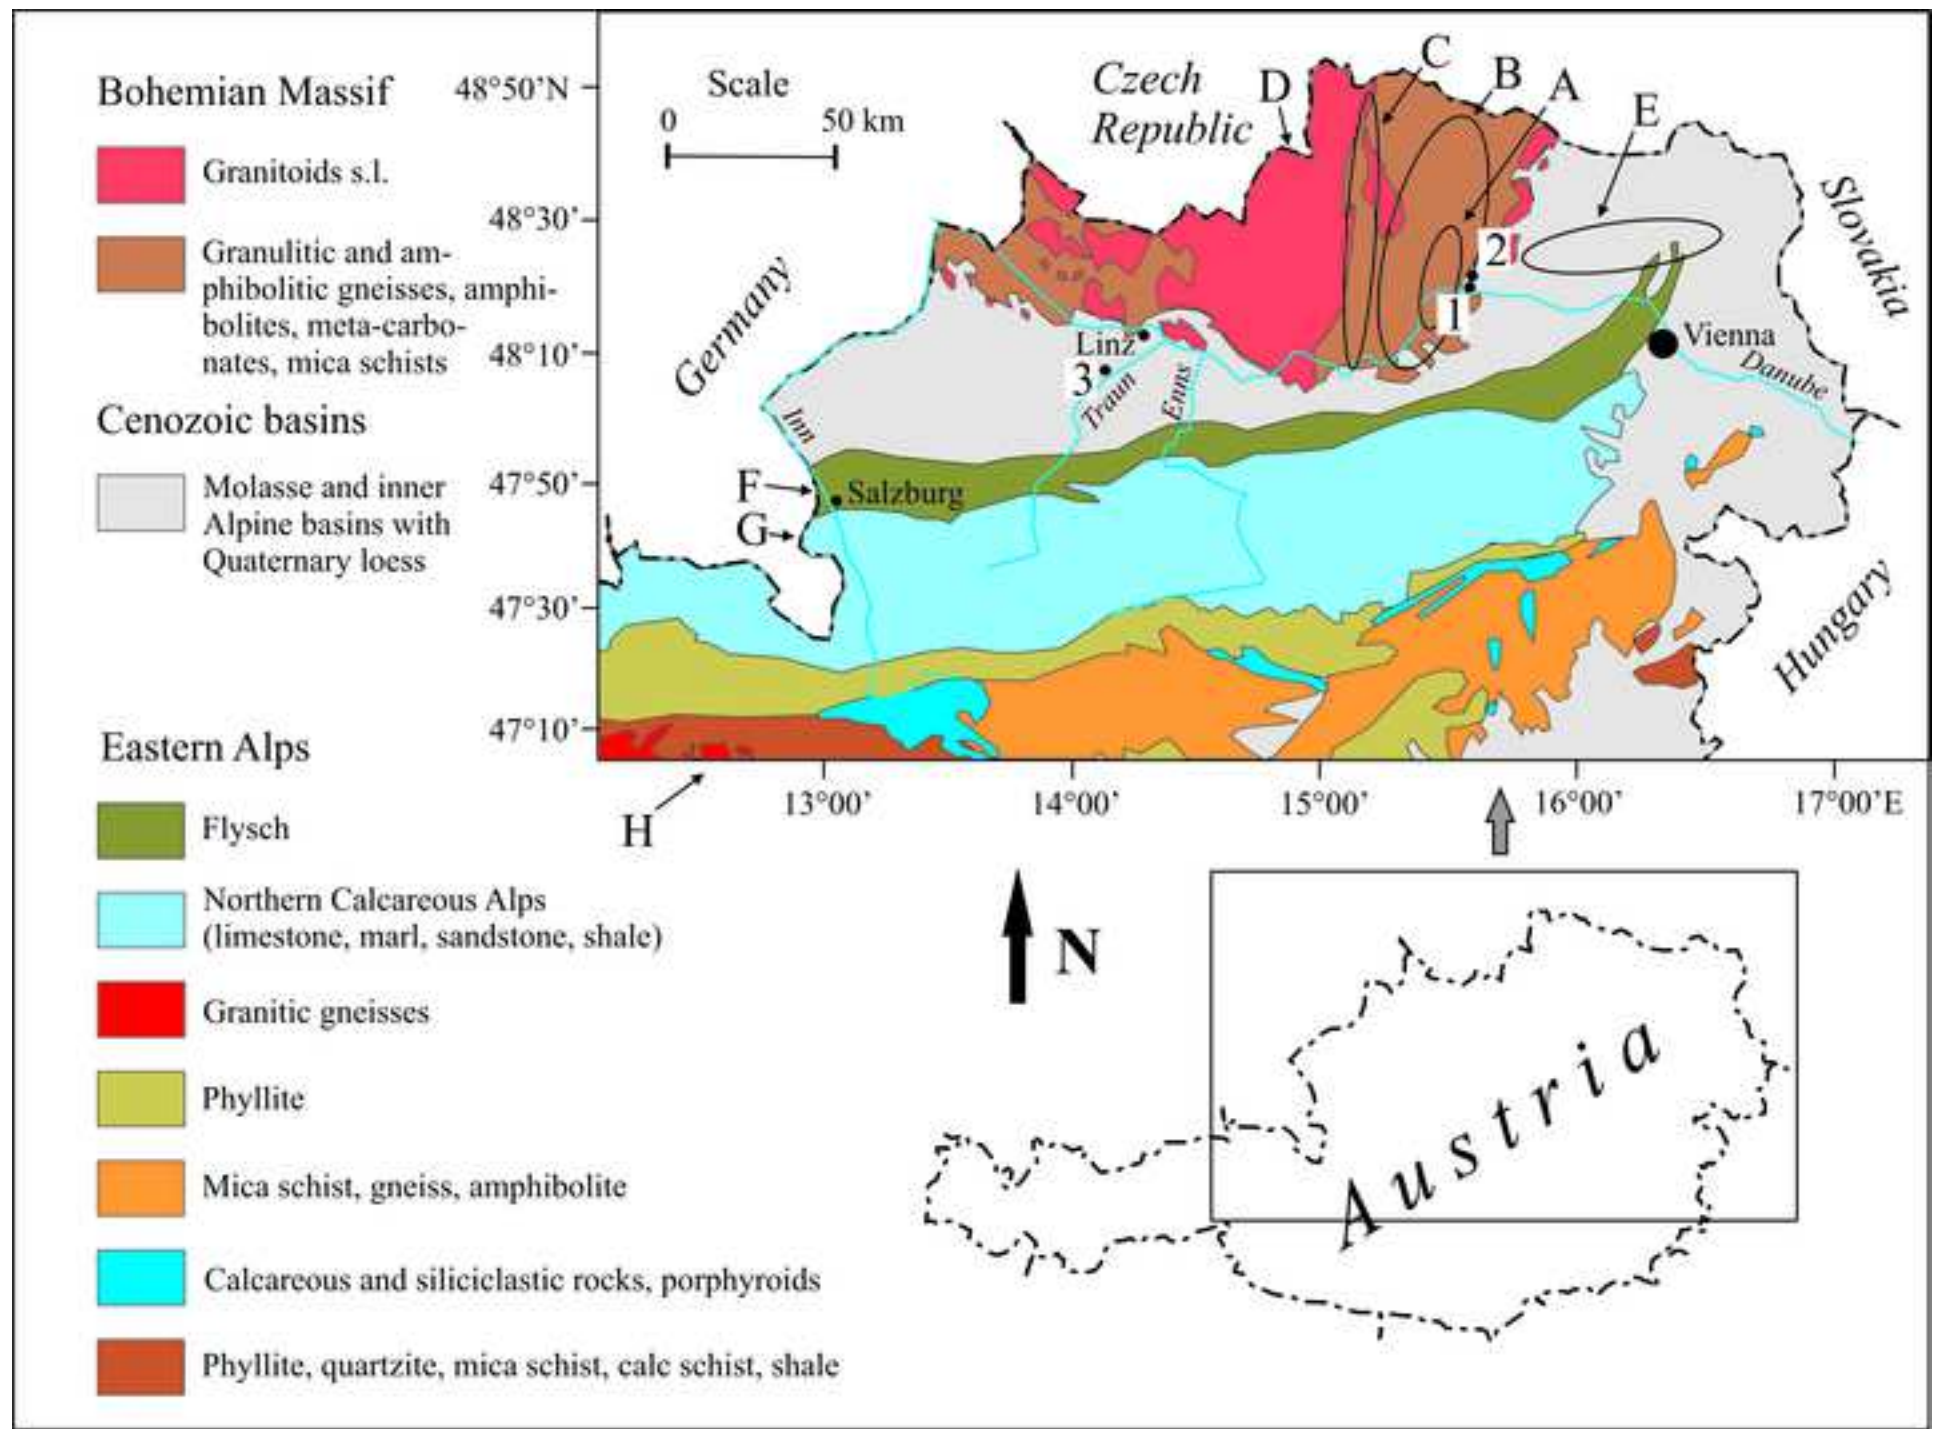 Bohemian Massif
Granitoids s.l.
Granulitic and am-
phibolitic gneisses, amphi-
bolites, meta-carbo-
nates, mica schists
Cenozoic basins
Molasse and inner
Alpine basins with
Quaternary loess
Eastern Alps
Flysch
Northern Calcareous Alps
(limestone, marl, sandstone, shale)
Granitic gneisses
Phyllite
Mica schist, gneiss, amphibolite
Calcareous and siliciclastic rocks, porphyroids
Phyllite, quartzite, mica schist, calc schist, shale
48°50'N
48°30'
48°10'
47°50'
47°30'
47°10'
Scale
0 50 km
Czech
Republic
D
C
B
A
E
Slovakia
Germany
2
1
Linz
3
Traun
Enns
Inn
Vienna
Danube
F
Salzburg
G
Hungary
H
13°00'
14°00'
15°00'
16°00'
17°00'E
N
Austria